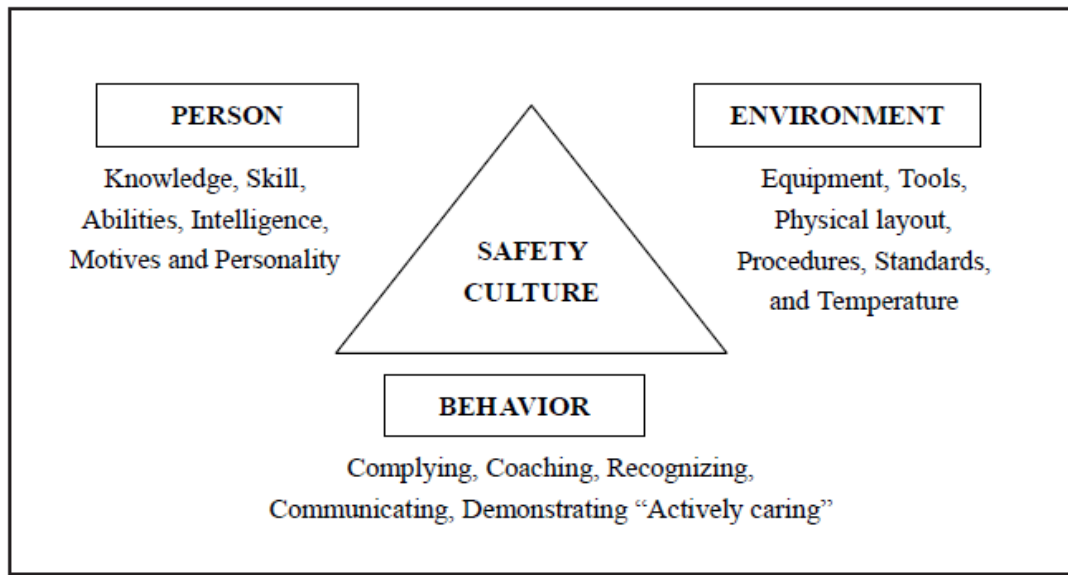 PERSON
Knowledge, Skill,
Abilities, Intelligence,
Motives and Personality
ENVIRONMENT
Equipment, Tools,
Physical layout,
Procedures, Standards,
and Temperature
SAFETY
CULTURE
BEHAVIOR
Complying, Coaching, Recognizing,
Communicating, Demonstrating “Actively caring”